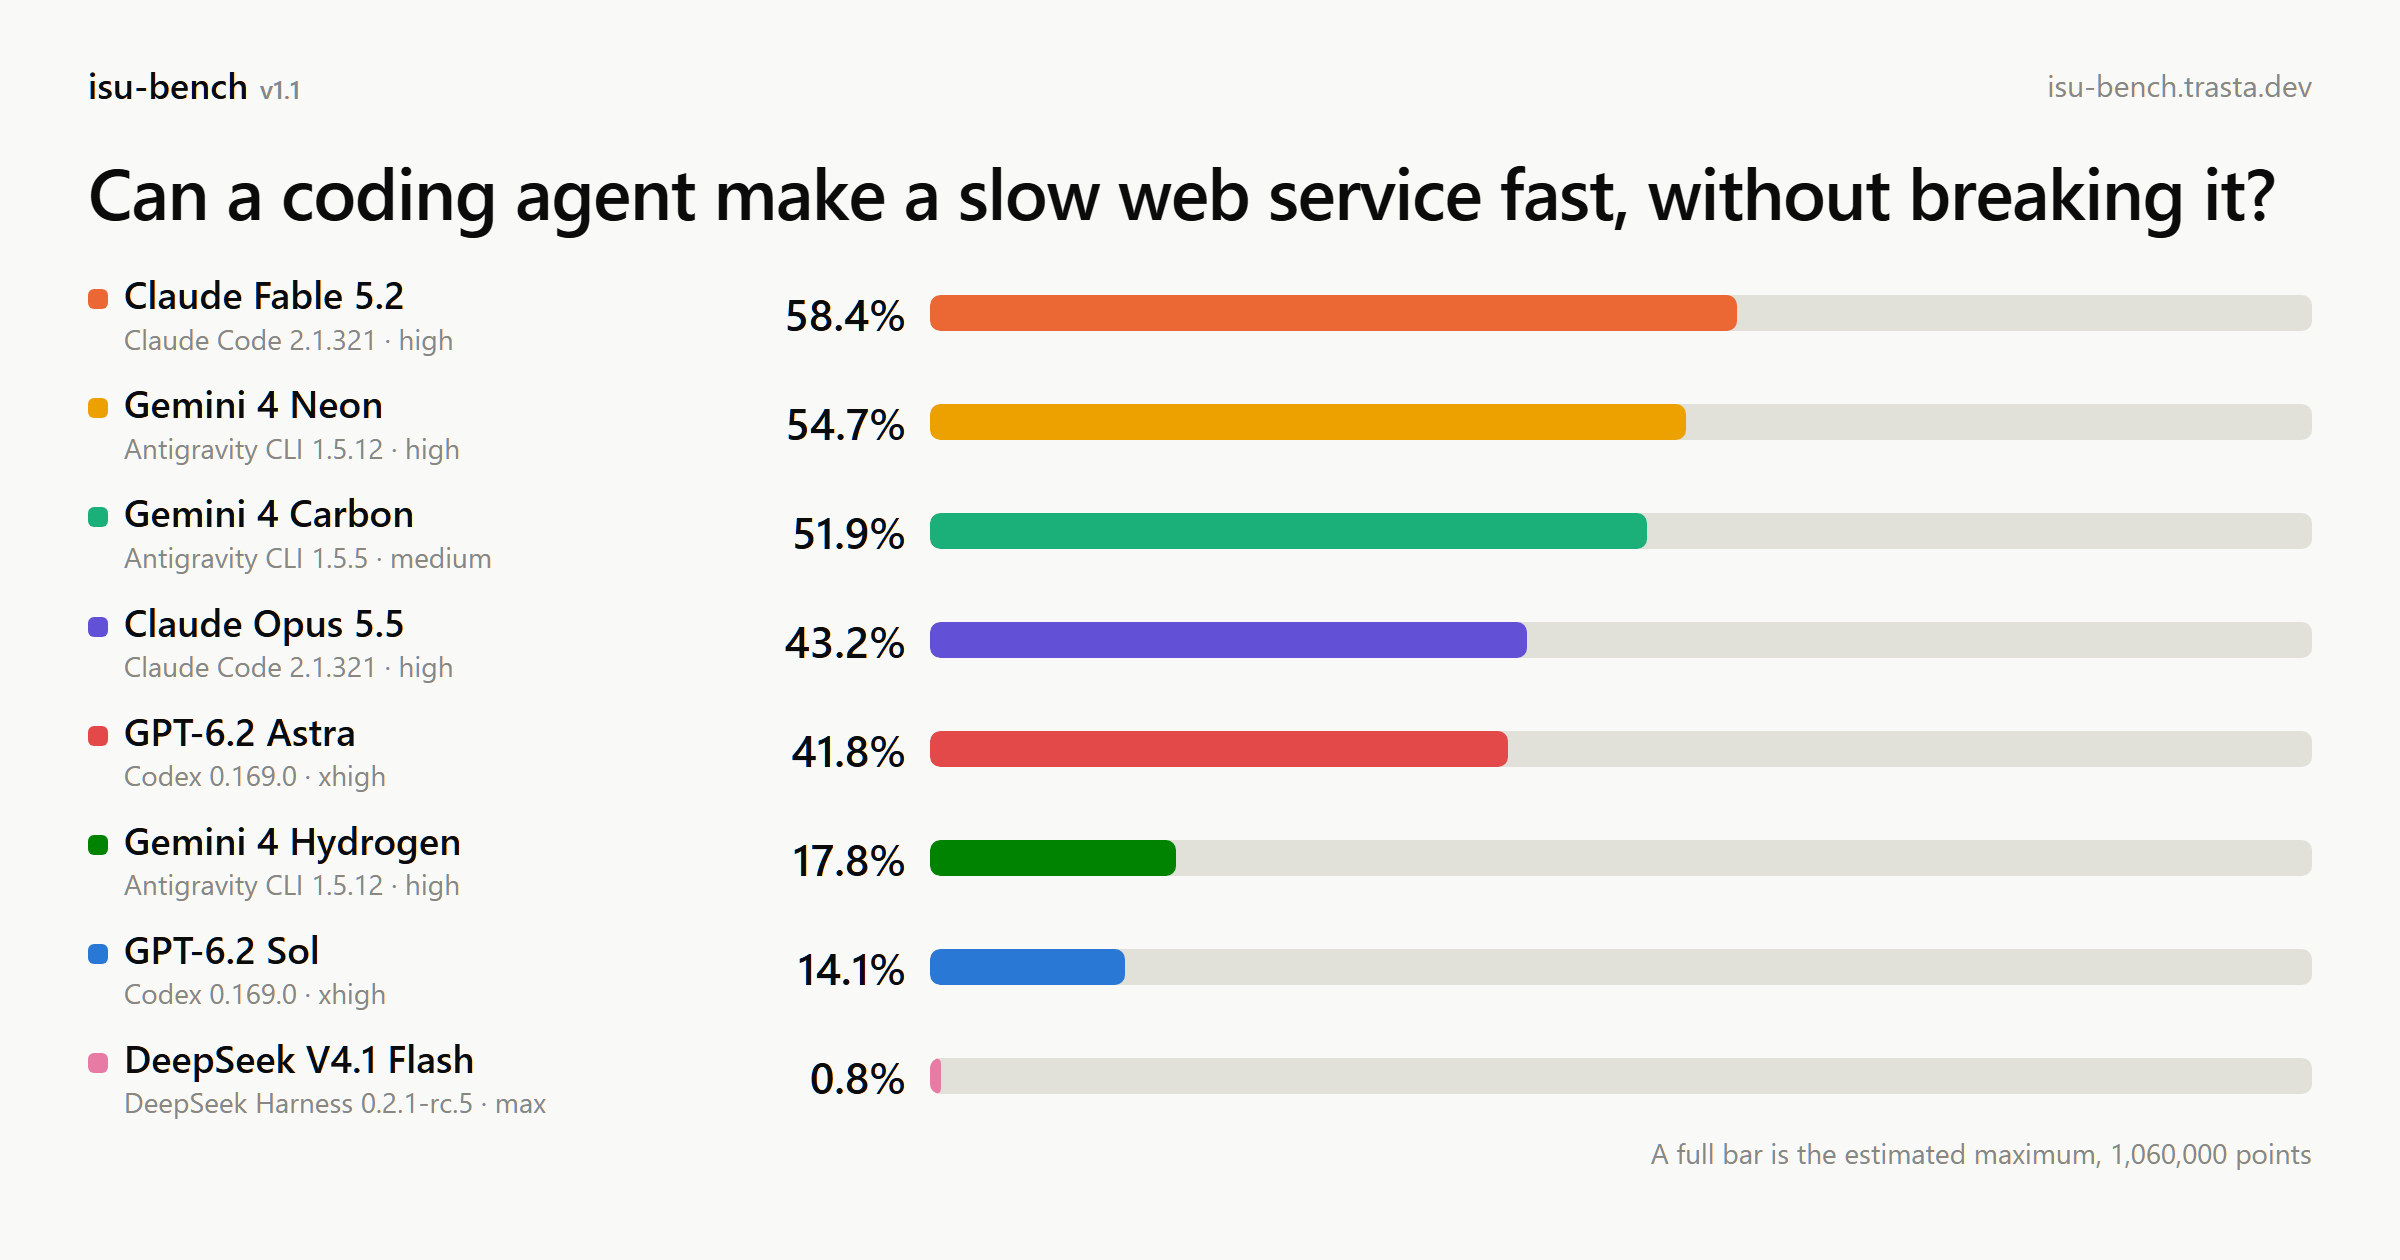 isu-bench v1.1
isu-bench.trasta.dev
Can a coding agent make a slow web service fast, without breaking it?
Claude Fable 5.2
Claude Code 2.1.321 · high
58.4%
Gemini 4 Neon
Antigravity CLI 1.5.12 · high
54.7%
Gemini 4 Carbon
Antigravity CLI 1.5.5 · medium
51.9%
Claude Opus 5.5
Claude Code 2.1.321 · high
43.2%
GPT-6.2 Astra
Codex 0.169.0 · xhigh
41.8%
Gemini 4 Hydrogen
Antigravity CLI 1.5.12 · high
17.8%
GPT-6.2 Sol
Codex 0.169.0 · xhigh
14.1%
DeepSeek V4.1 Flash
DeepSeek Harness 0.2.1-rc.5 · max
0.8%
A full bar is the estimated maximum, 1,060,000 points